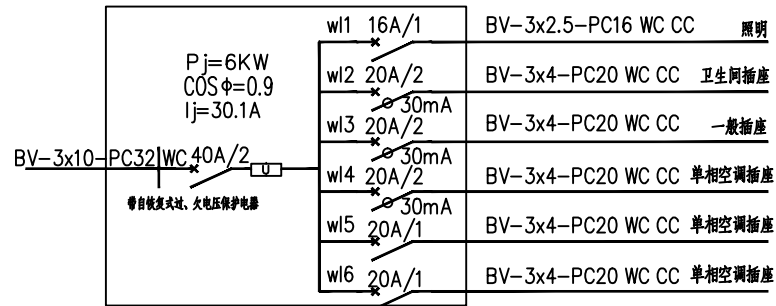 wl1 16A/1 BV-3x2.5-PC16 WC CC 照明
Pj=6KW
COSΦ=0.9
Ij=30.1A
wl2 20A/2 BV-3x4-PC20 WC CC 卫生间插座
30mA
wl3 20A/2 BV-3x4-PC20 WC CC 一般插座
30mA
BV-3x10-PC32 WC 40A/2 U
带自恢复式过、欠电压保护电器
wl4 20A/2 BV-3x4-PC20 WC CC 单相空调插座
30mA
wl5 20A/1 BV-3x4-PC20 WC CC 单相空调插座
wl6 20A/1 BV-3x4-PC20 WC CC 单相空调插座